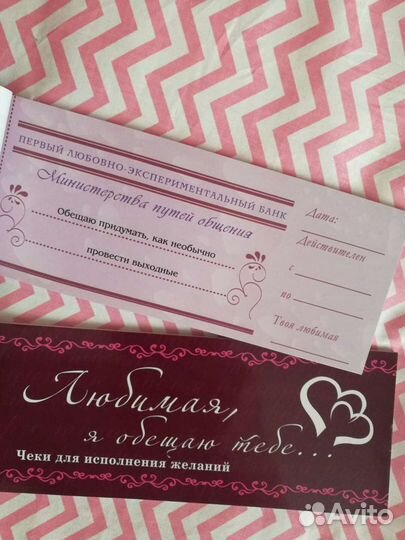 ПЕРВЫЙ ЛЮБОВНО-ЭКСПЕРИМЕНТАЛЬНЫЙ БАНК
Министерства путей общения
Обещаю придумать, как необычно
провести выходные
Дата:
Действителен
с
по
Твоя любимая
Любимая,
я обещаю тебе...
Чеки для исполнения желаний
Avito